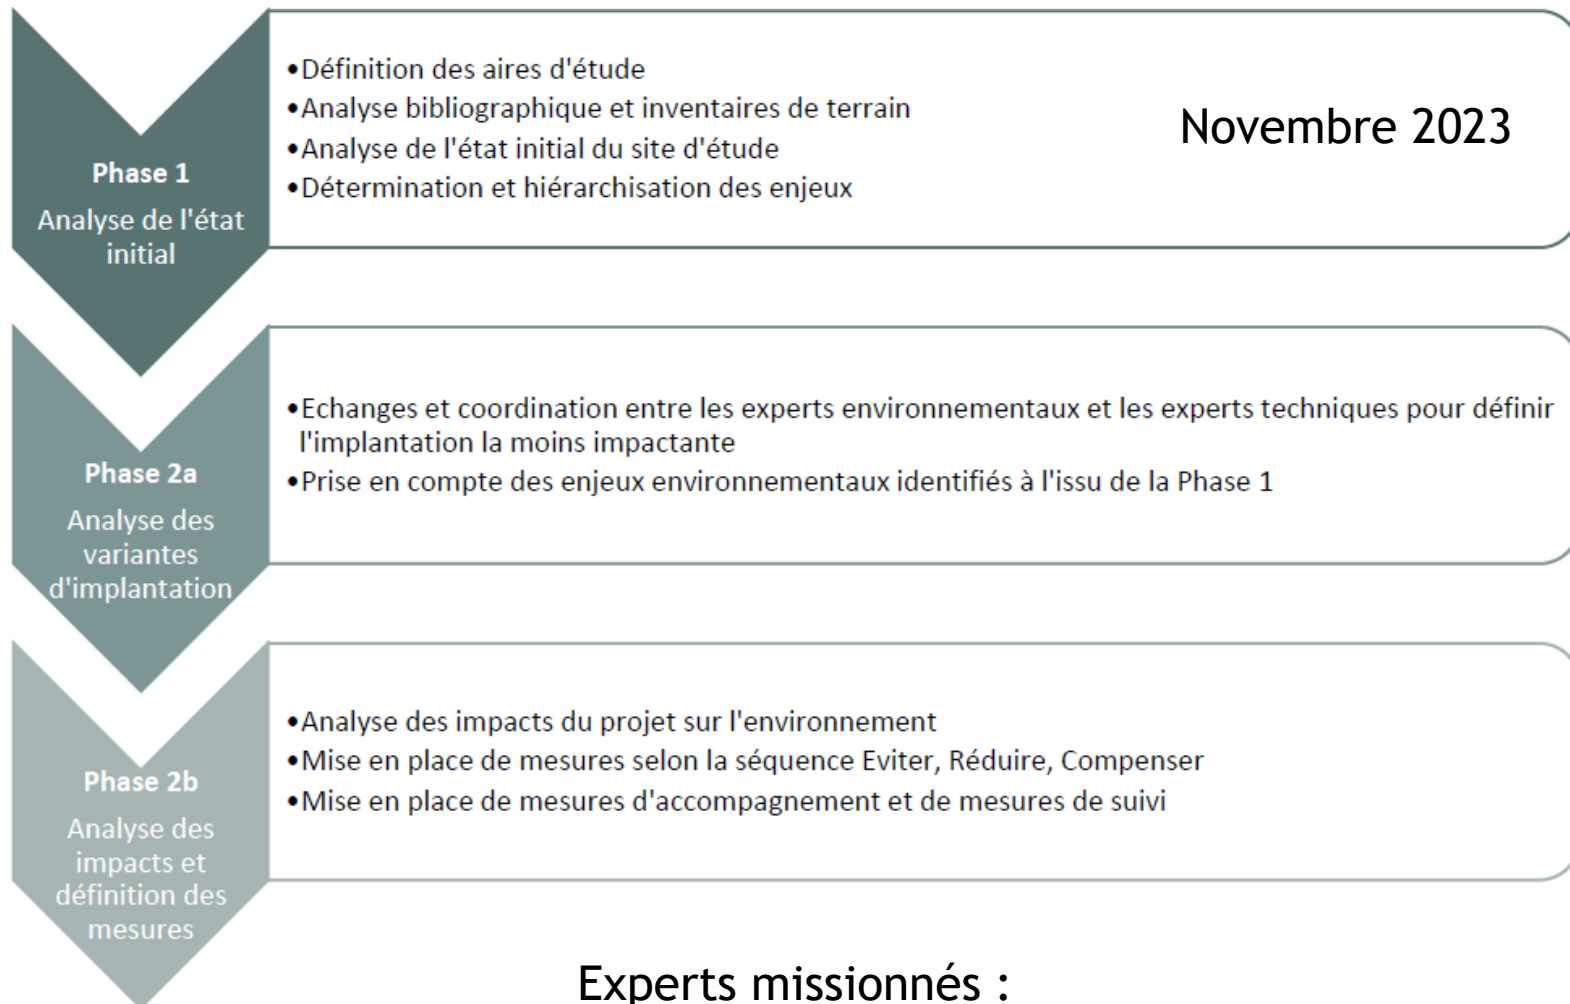 Phase 1
Analyse de l'état
initial
•Définition des aires d'étude
•Analyse bibliographique et inventaires de terrain
•Analyse de l'état initial du site d'étude
•Détermination et hiérarchisation des enjeux
Novembre 2023
Phase 2a
Analyse des
variantes
d'implantation
•Echanges et coordination entre les experts environnementaux et les experts techniques pour définir
l'implantation la moins impactante
•Prise en compte des enjeux environnementaux identifiés à l'issu de la Phase 1
Phase 2b
Analyse des
impacts et
définition des
mesures
•Analyse des impacts du projet sur l'environnement
•Mise en place de mesures selon la séquence Eviter, Réduire, Compenser
•Mise en place de mesures d'accompagnement et de mesures de suivi
Experts missionnés :